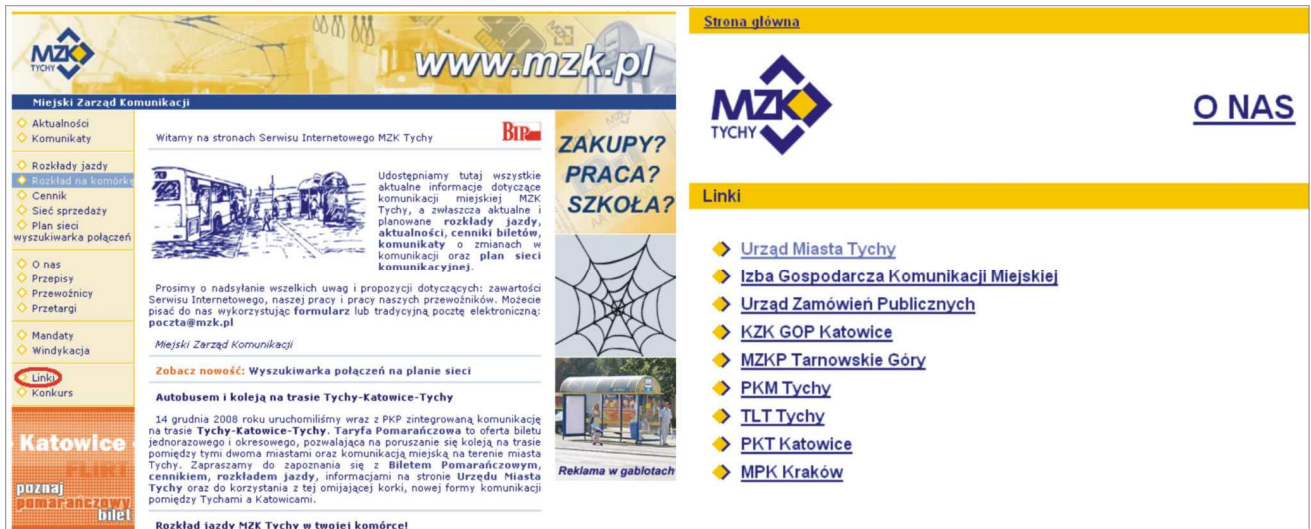 MZK
TYCHY
www.mzk.pl
Miejski Zarząd Komunikacji
Aktualności
Komunikaty
Rozkłady jazdy
Rozkład na komórkę
Cennik
Sieć sprzedaży
Plan sieci
wyszukiwarka połączeń
O nas
Przepisy
Przewoźnicy
Przetargi
Mandaty
Windykacja
Linki
Konkurs
Katowice
poznaj
pomarańczowy
bilet
Witamy na stronach Serwisu Internetowego MZK Tychy
BIP
Udostępniamy tutaj wszystkie
aktualne informacje dotyczące
komunikacji miejskiej MZK
Tychy, a zwłaszcza aktualne i
planowane rozkłady jazdy,
aktualności, cenniki biletów,
komunikaty o zmianach w
komunikacji oraz plan sieci
komunikacyjnej.
Prosimy o nadsyłanie wszelkich uwag i propozycji dotyczących: zawartości
Serwisu Internetowego, naszej pracy i pracy naszych przewoźników. Możecie
pisać do nas wykorzystując formularz lub tradycyjną pocztę elektroniczną:
poczta@mzk.pl
Miejski Zarząd Komunikacji
Zobacz nowość: Wyszukiwarka połączeń na planie sieci
Autobusem i koleją na trasie Tychy-Katowice-Tychy
14 grudnia 2008 roku uruchomiliśmy wraz z PKP zintegrowaną komunikację
na trasie Tychy-Katowice-Tychy. Taryfa Pomarańczowa to oferta biletu
jednorazowego i okresowego, pozwalająca na poruszanie się koleją na trasie
pomiędzy tymi dwoma miastami oraz komunikacją miejską na terenie miasta
Tychy. Zapraszamy do zapoznania się z Biletem Pomarańczowym,
cennikiem, rozkładem jazdy, informacjami na stronie Urzędu Miasta
Tychy oraz do korzystania z tej omijającej korki, nowej formy komunikacji
pomiędzy Tychami a Katowicami.
Rozkład jazdy MZK Tychy w twojej komórce!
ZAKUPY?
PRACA?
SZKOŁA?
Reklama w gablotach
Strona główna
MZK
TYCHY
O NAS
Linki
Urząd Miasta Tychy
Izba Gospodarcza Komunikacji Miejskiej
Urząd Zamówień Publicznych
KZK GOP Katowice
MZKP Tarnowskie Góry
PKM Tychy
TLT Tychy
PKT Katowice
MPK Kraków